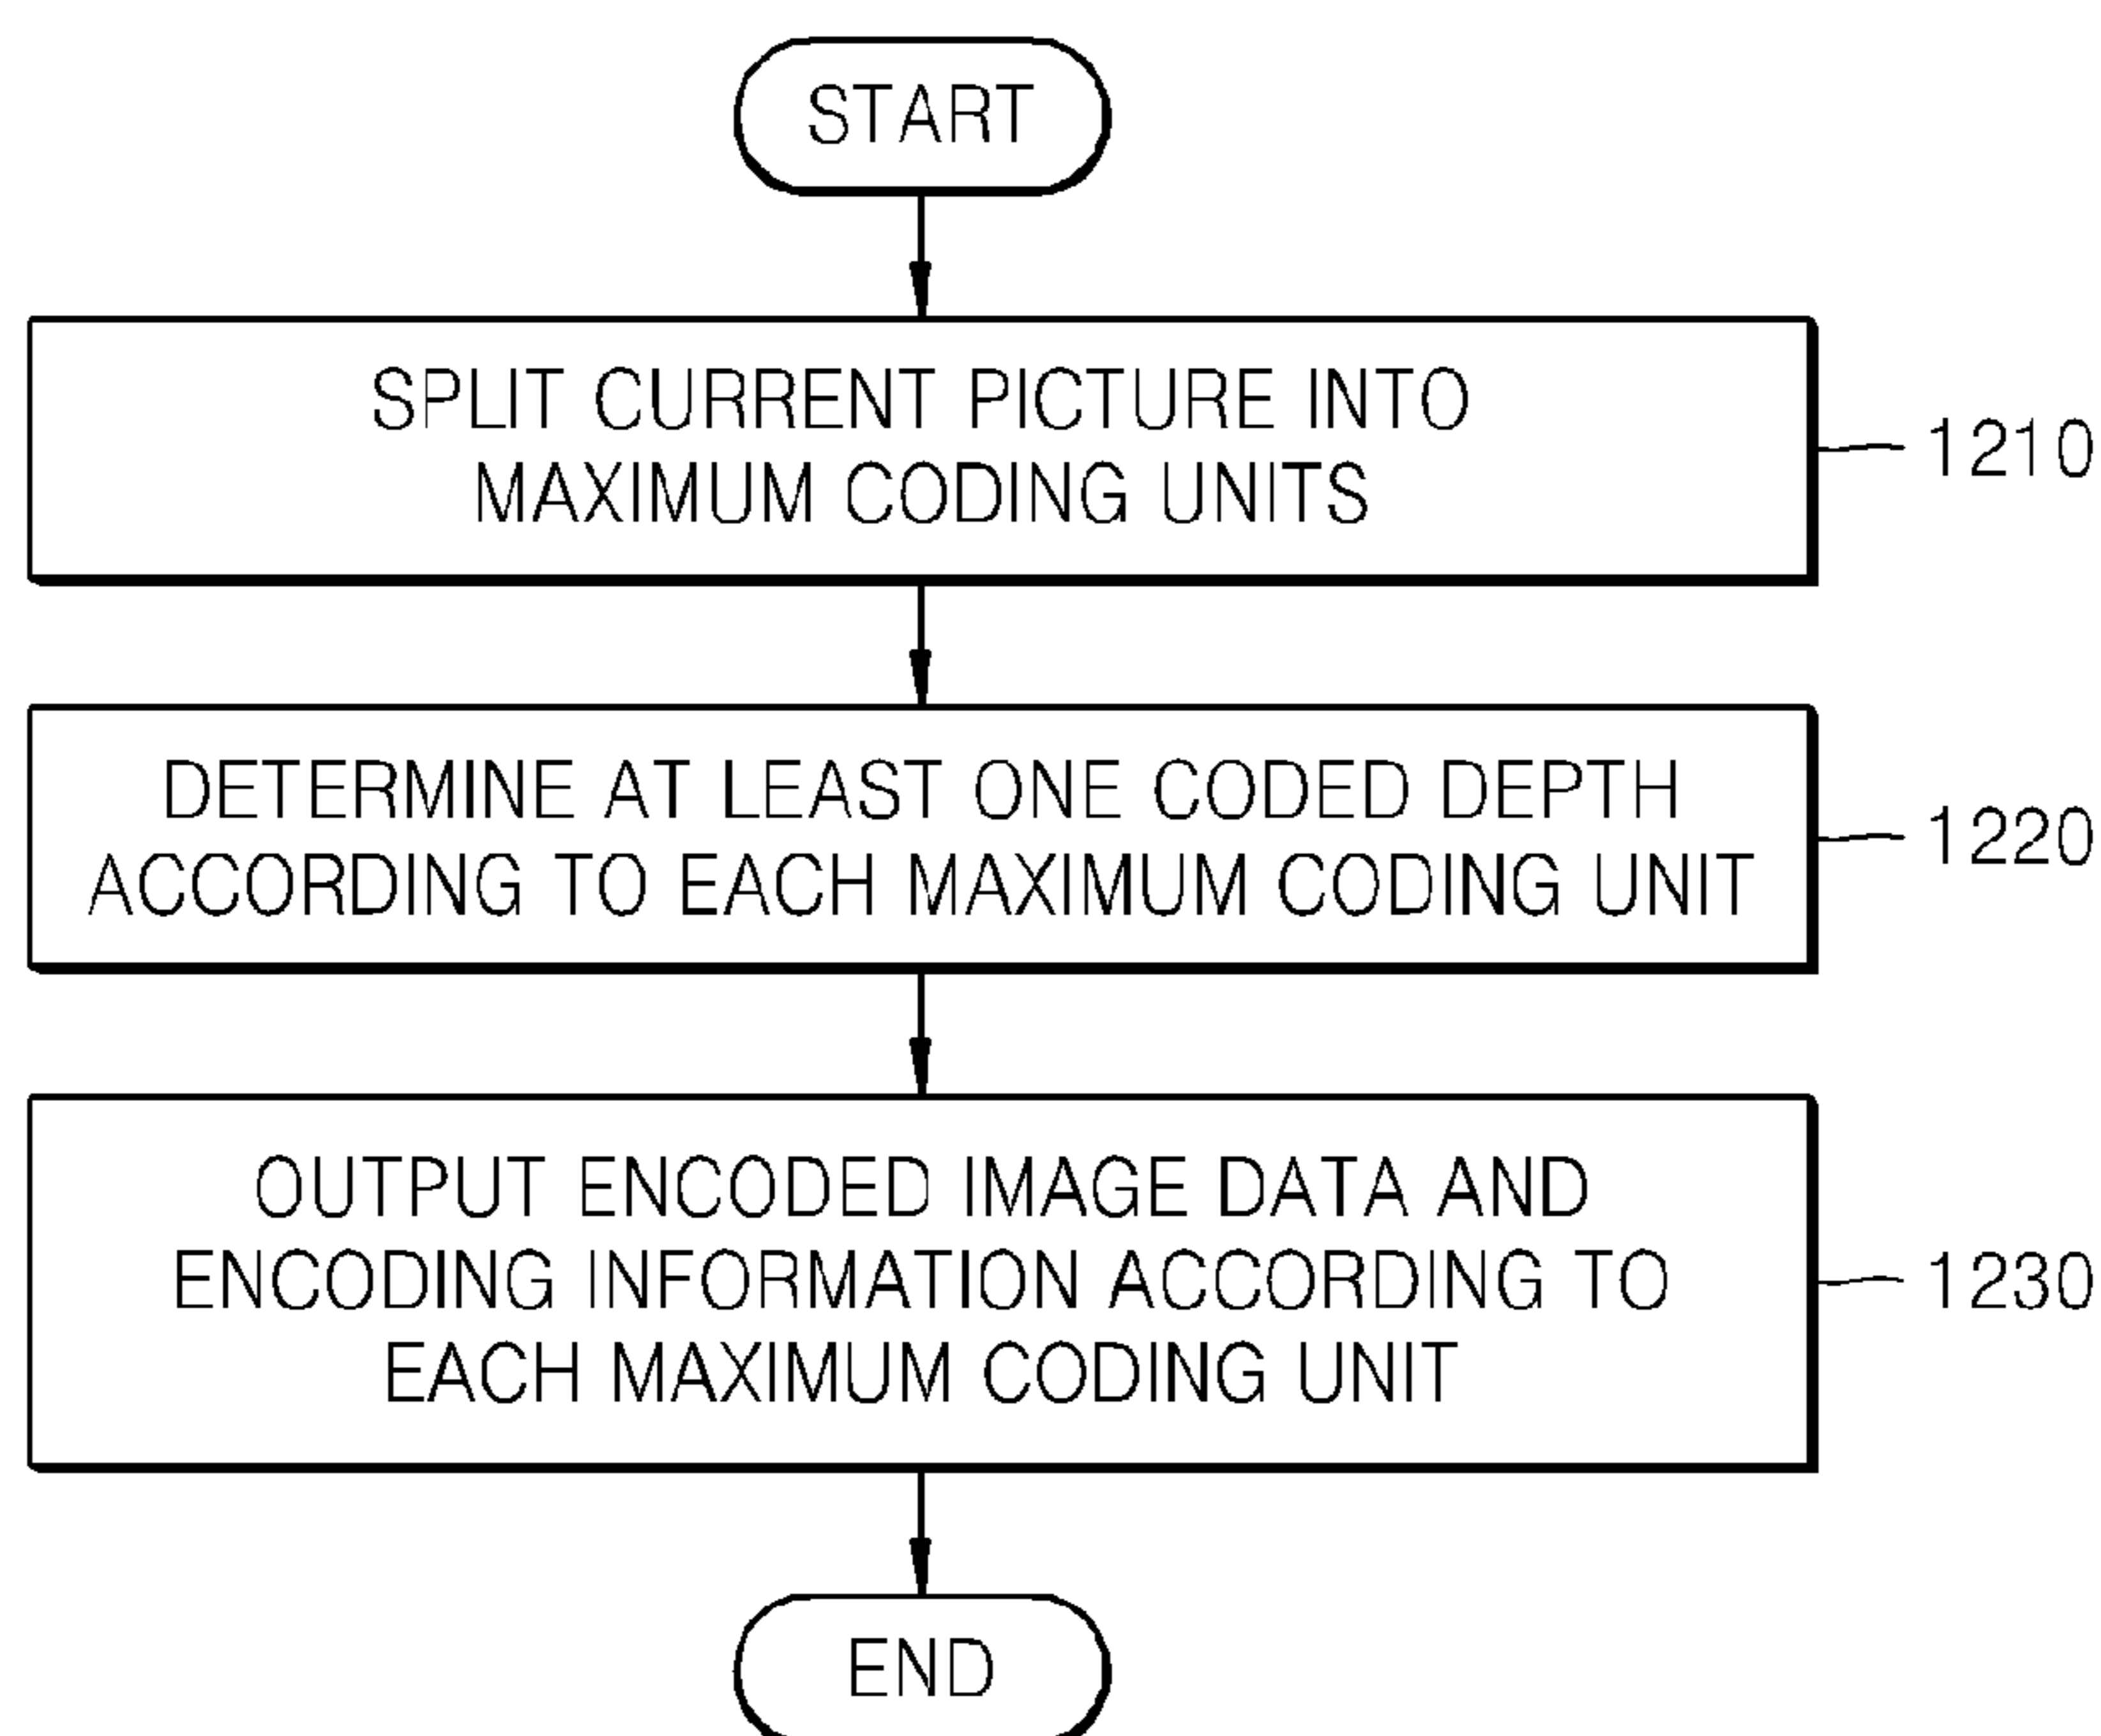 START
SPLIT CURRENT PICTURE INTO
MAXIMUM CODING UNITS
1210
DETERMINE AT LEAST ONE CODED DEPTH
ACCORDING TO EACH MAXIMUM CODING UNIT
1220
OUTPUT ENCODED IMAGE DATA AND
ENCODING INFORMATION ACCORDING TO
EACH MAXIMUM CODING UNIT
1230
END